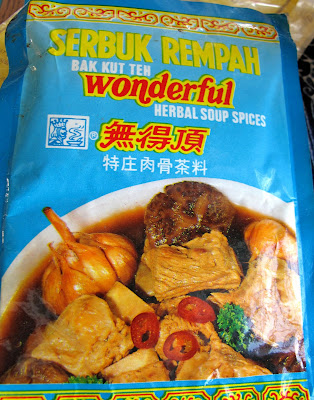 SERBUK REMPAH
BAK KUT TEH
wonderful
HERBAL SOUP SPICES
® 無得頂
特庄肉骨茶料